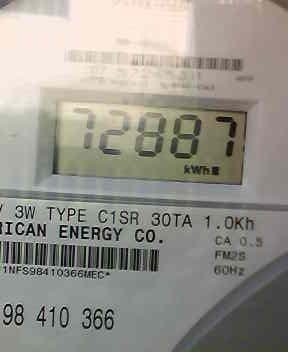 72887
kWh
V 3W TYPE C1SR 30TA 1.0Kh
RICAN ENERGY CO.
CA 0.5
FM2S
60Hz
1NFS98410366MEC*
98 410 366